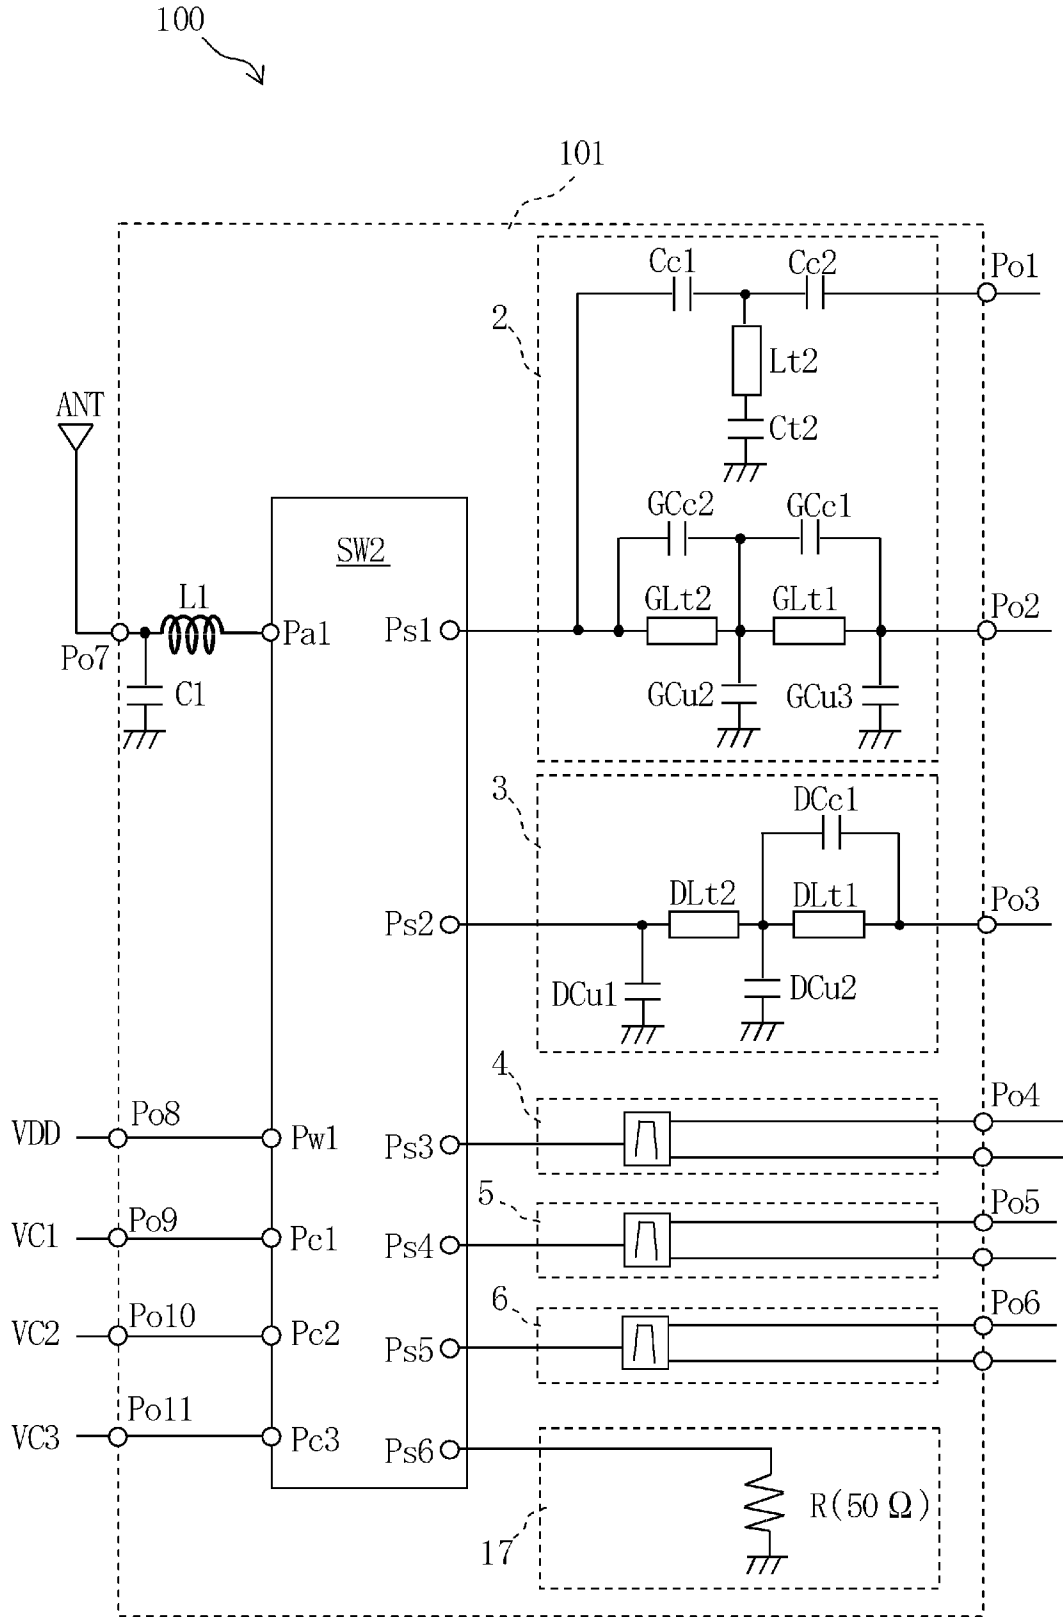 100
101
Cc1
Cc2
Po1
2
Lt2
Ct2
ANT
GCc2
GCc1
SW2
L1
GLt2
GLt1
Po2
Pa1
Ps1
Po7
C1
GCu2
GCu3
3
DCc1
DLt2
DLt1
Po3
Ps2
DCu1
DCu2
4
Po4
VDD
Po8
Pw1
Ps3
5
Po5
VC1
Po9
Pc1
Ps4
6
Po6
VC2
Po10
Pc2
Ps5
Po11
VC3
Pc3
Ps6
R(50 Ω)
17